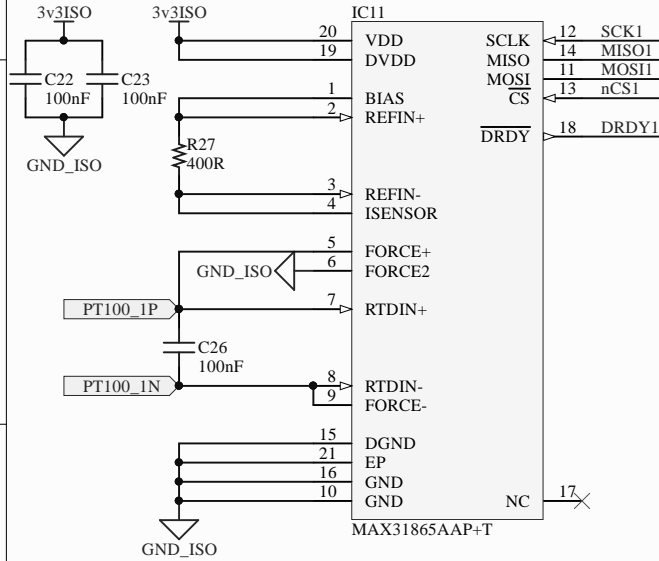 3v3ISO
C22
100nF
C23
100nF
GND_ISO
3v3ISO
R27
400R
GND_ISO
PT100_1P
C26
100nF
PT100_1N
GND_ISO
IC11
20 VDD
19 DVDD
1 BIAS
2 REFIN+
3 REFIN-
4 ISENSOR
5 FORCE+
6 FORCE2
7 RTDIN+
8 RTDIN-
9 FORCE-
15 DGND
21 EP
16 GND
10 GND
SCLK 12 SCK1
MISO 14 MISO1
MOSI 11 MOSI1
CS 13 nCS1
DRDY 18 DRDY1
NC 17
MAX31865AAP+T